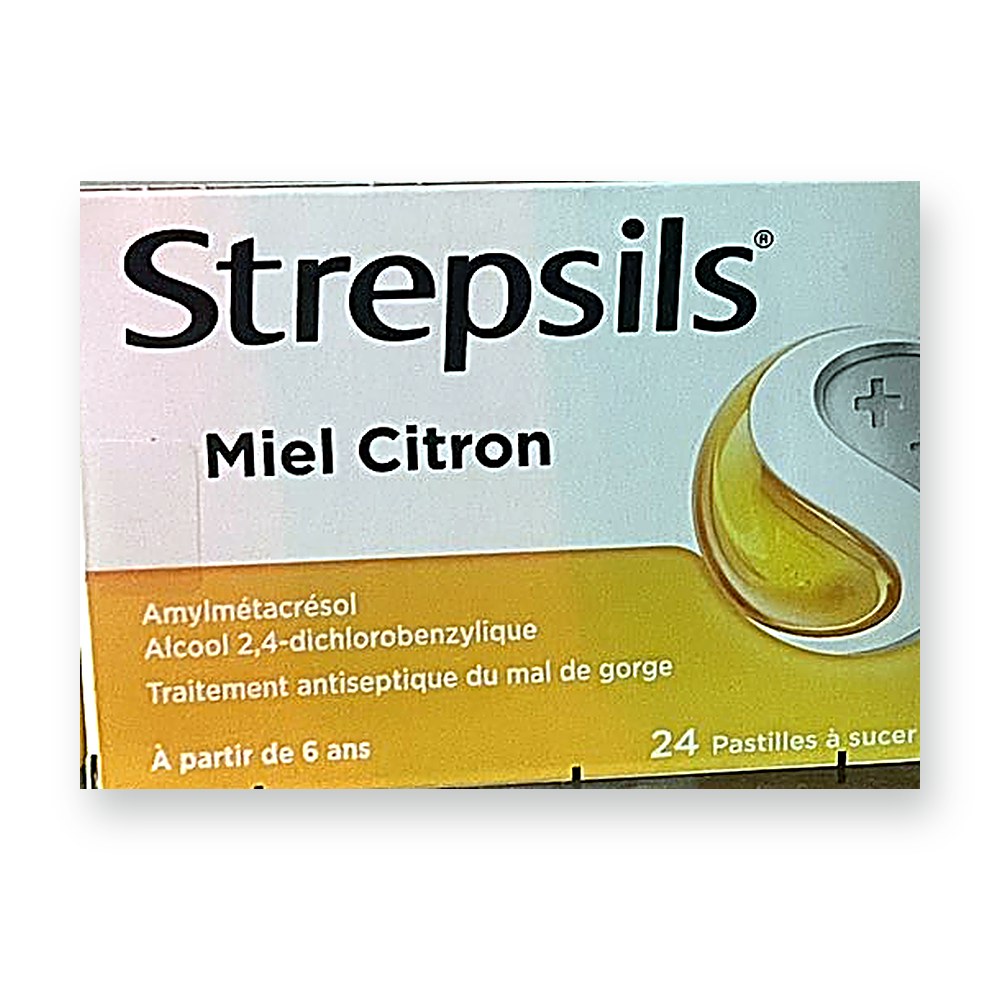 Strepsils®
Miel Citron
Amylmétacrésol
Alcool 2,4-dichlorobenzylique
Traitement antiseptique du mal de gorge
À partir de 6 ans
24 Pastilles à sucer